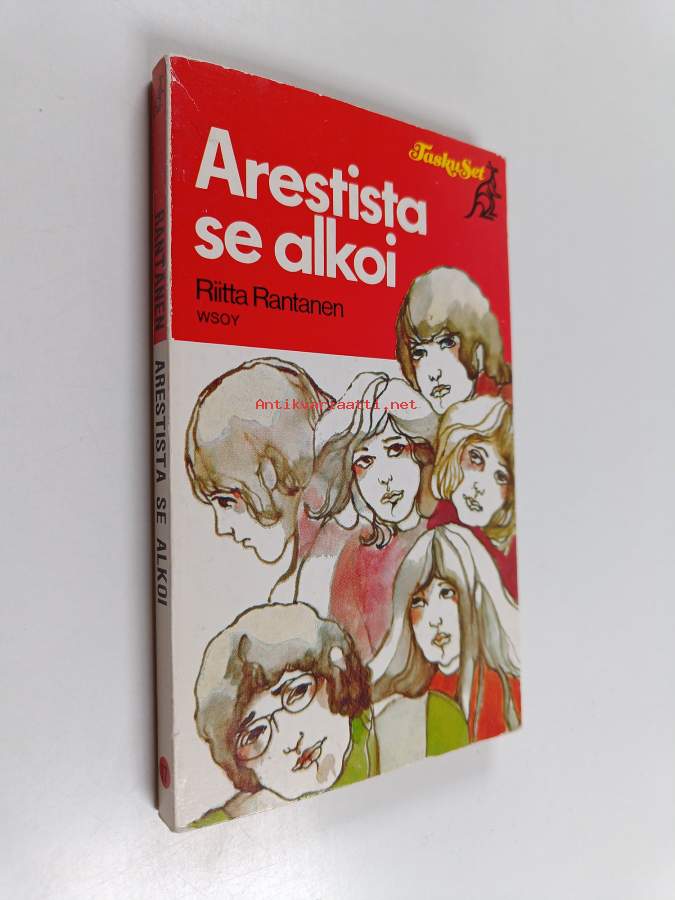 TaskuSet
Arestista
se alkoi
Riitta Rantanen
WSOY
Antikvariaatti.net
RANTANEN ARESTISTA SE ALKOI